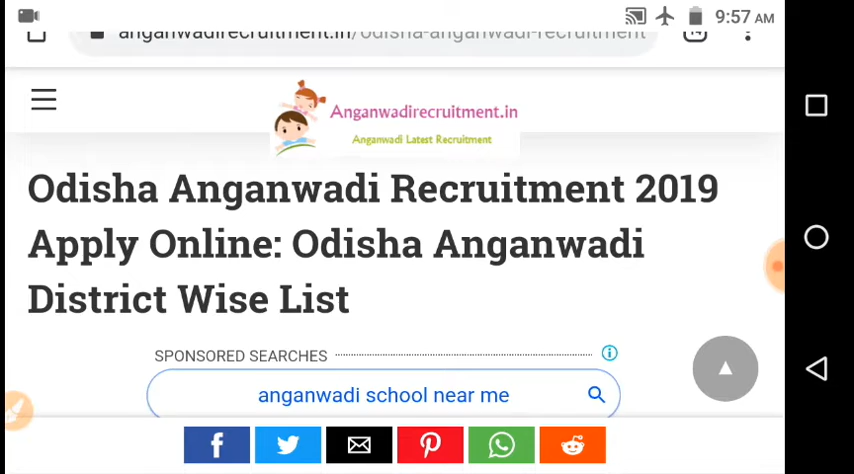 9:57 AM
anganwadirecruitment.in/odisha-anganwadi-recruitment
Anganwadirecruitment.in
Anganwadi Latest Recruitment
Odisha Anganwadi Recruitment 2019
Apply Online: Odisha Anganwadi
District Wise List
SPONSORED SEARCHES
anganwadi school near me